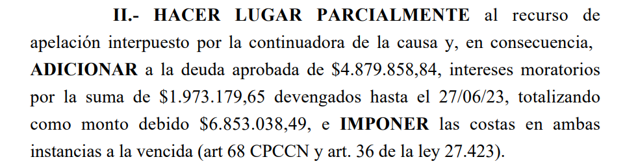 II.- HACER LUGAR PARCIALMENTE al recurso de
apelación interpuesto por la continuadora de la causa y, en consecuencia,
ADICIONAR a la deuda aprobada de $4.879.858,84, intereses moratorios
por la suma de $1.973.179,65 devengados hasta el 27/06/23, totalizando
como monto debido $6.853.038,49, e IMPONER las costas en ambas
instancias a la vencida (art 68 CPCCN y art. 36 de la ley 27.423).